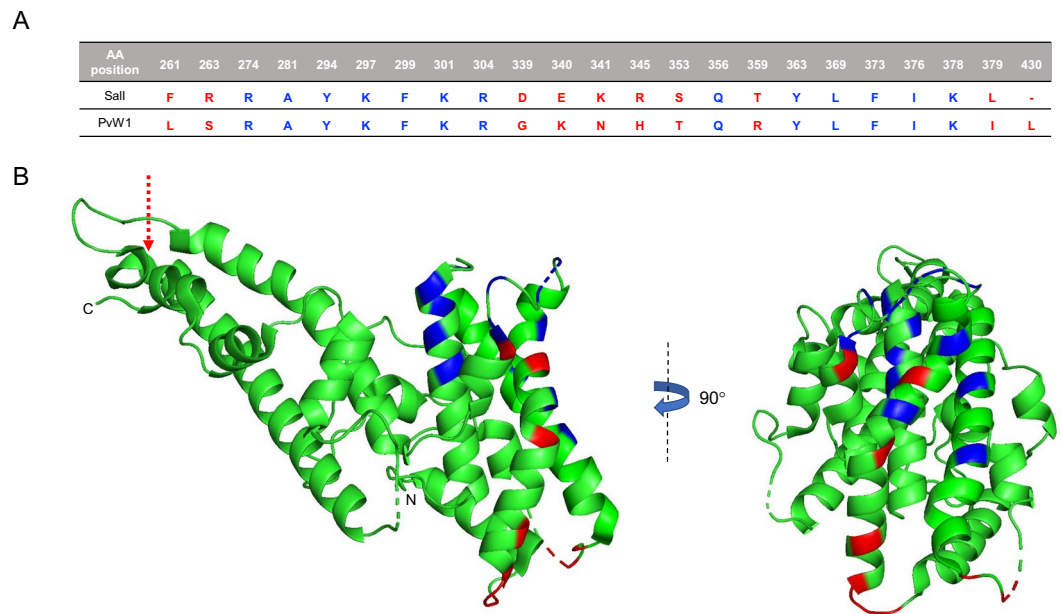 A
AA position 261 263 274 281 294 297 299 301 304 339 340 341 345 353 356 359 363 369 373 376 378 379 430
SalI F R R A Y K F K R D E K R S Q T Y L F I K L -
PvW1 L S R A Y K F K R G K N H T Q R Y L F I K I L
B
C
N
90°